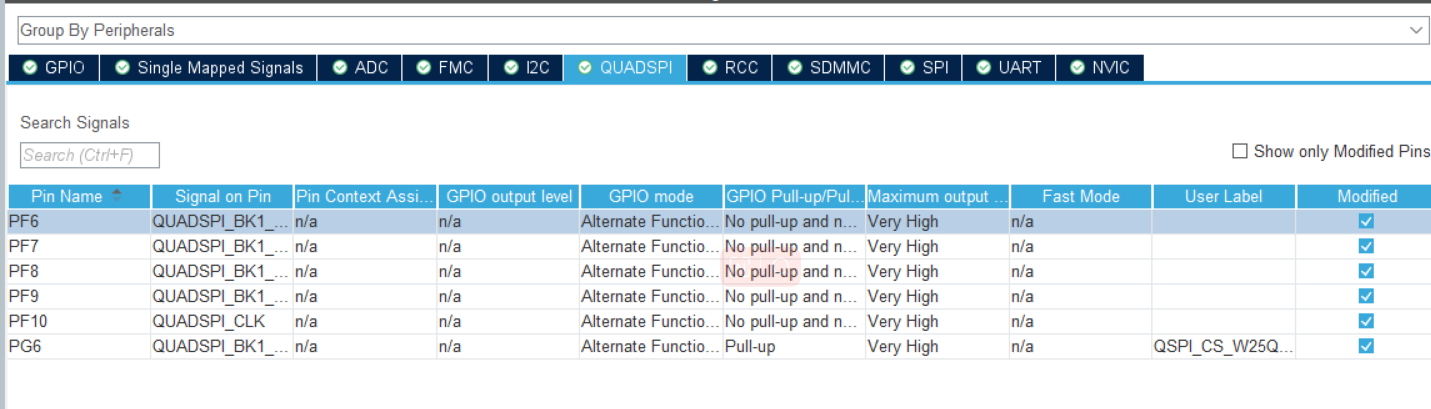 Group By Peripherals
GPIO Single Mapped Signals ADC FMC I2C QUADSPI RCC SDMMC SPI UART NVIC
Search Signals
Search (Ctrl+F)
Show only Modified Pins
Pin Name Signal on Pin Pin Context Assi... GPIO output level GPIO mode GPIO Pull-up/Pul... Maximum output ... Fast Mode User Label Modified
PF6 QUADSPI_BK1_... n/a n/a Alternate Functio... No pull-up and n... Very High n/a
PF7 QUADSPI_BK1_... n/a n/a Alternate Functio... No pull-up and n... Very High n/a
PF8 QUADSPI_BK1_... n/a n/a Alternate Functio... No pull-up and n... Very High n/a
PF9 QUADSPI_BK1_... n/a n/a Alternate Functio... No pull-up and n... Very High n/a
PF10 QUADSPI_CLK n/a n/a Alternate Functio... No pull-up and n... Very High n/a
PG6 QUADSPI_BK1_... n/a n/a Alternate Functio... Pull-up Very High n/a QSPI_CS_W25Q...